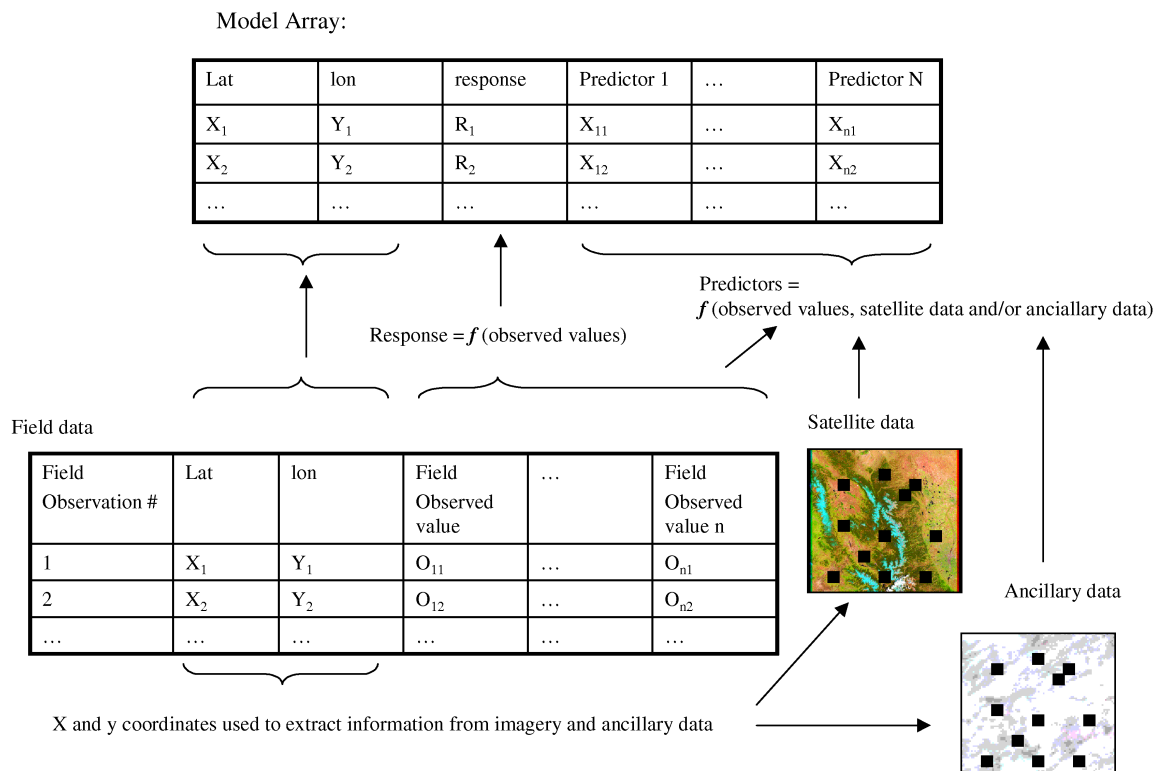 Model Array:
Lat lon response Predictor 1 … Predictor N
X1 Y1 R1 X11 … Xn1
X2 Y2 R2 X12 … Xn2
… … … … … …
Predictors =
f (observed values, satellite data and/or anciallary data)
Response = f (observed values)
Field data
Satellite data
Field Lat lon Field … Field
Observation # Observed Observed
value value n
1 X1 Y1 O11 … On1
2 X2 Y2 O12 … On2
… … … … … …
Ancillary data
X and y coordinates used to extract information from imagery and ancillary data